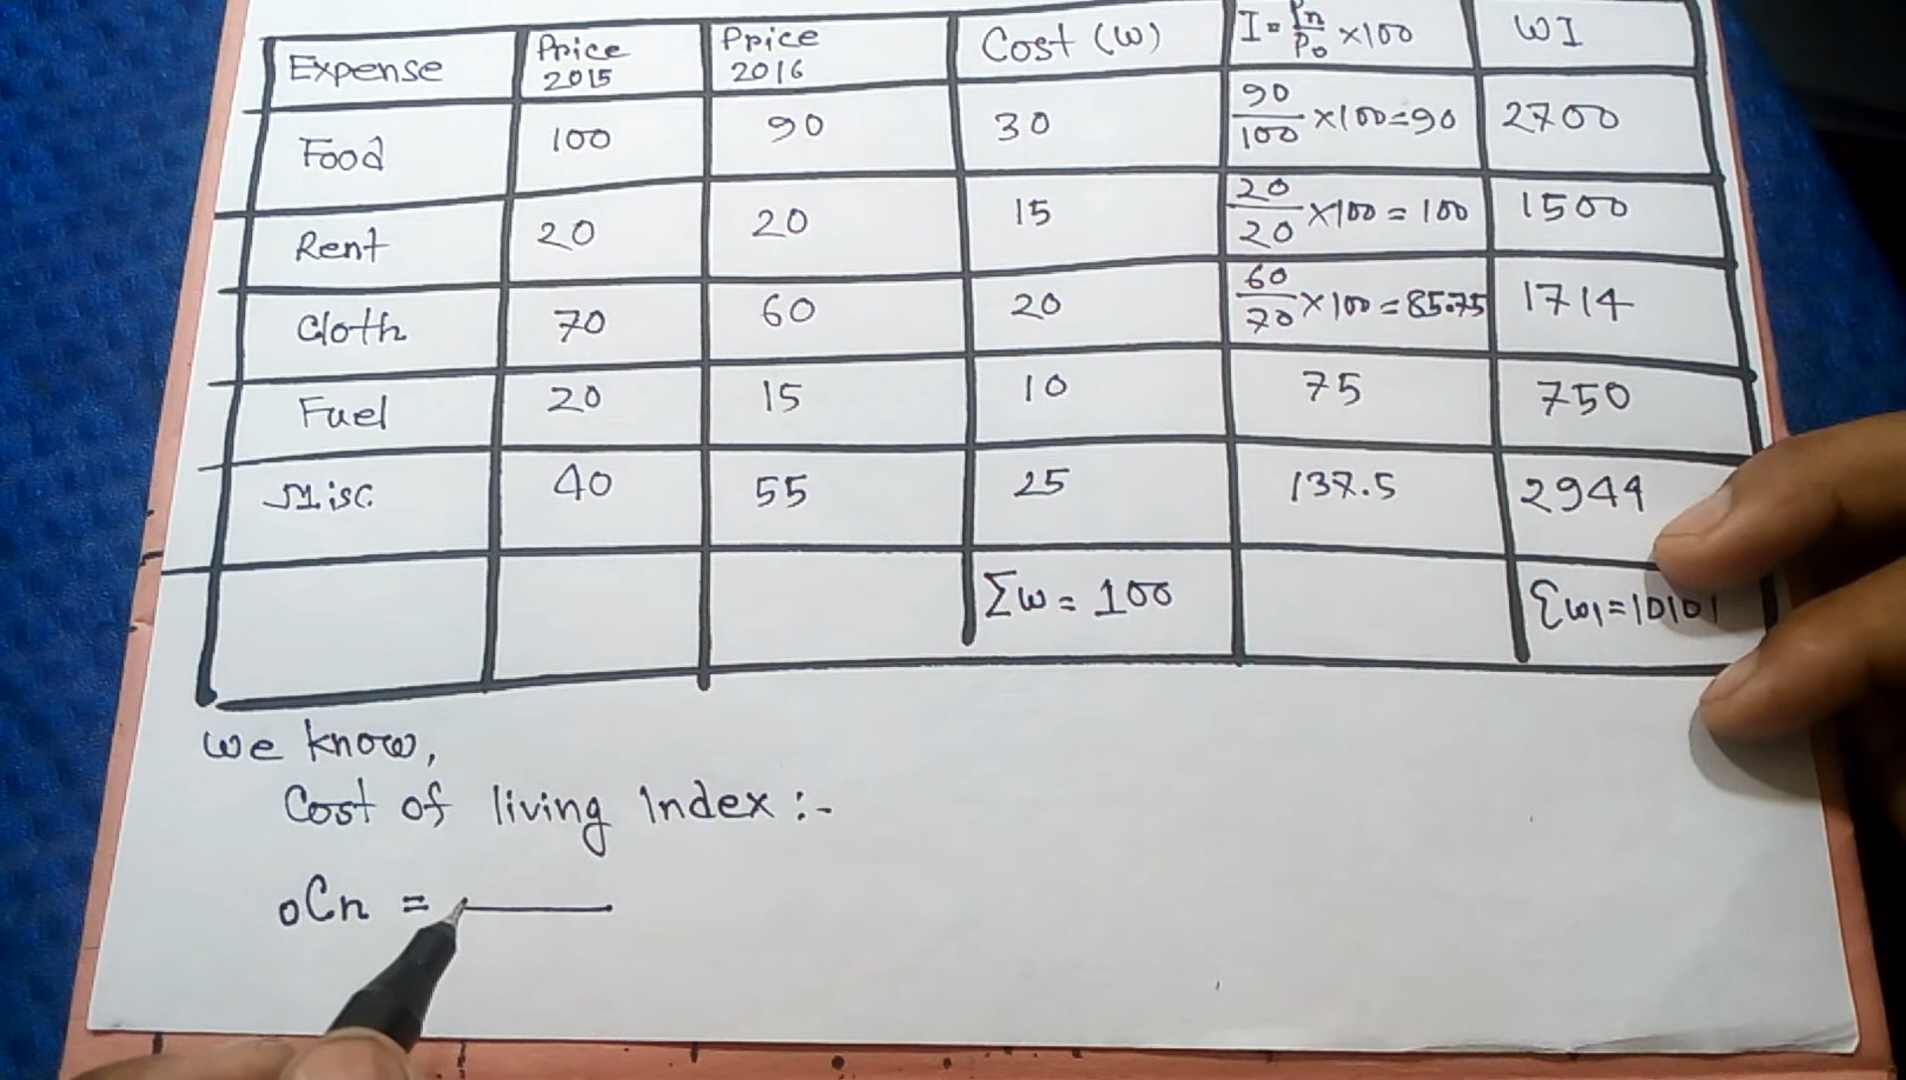 Expense Price 2015 Price 2016 Cost (W) I = Pn/Po ×100 WI
Food 100 90 30 90/100 ×100=90 2700
Rent 20 20 15 20/20 ×100 = 100 1500
Cloth 70 60 20 60/70 ×100 = 85.75 1714
Fuel 20 15 10 75 750
Misc 40 55 25 137.5 2944
Σw = 100 Σw1=10101
we know,
Cost of living Index :-
oCn =